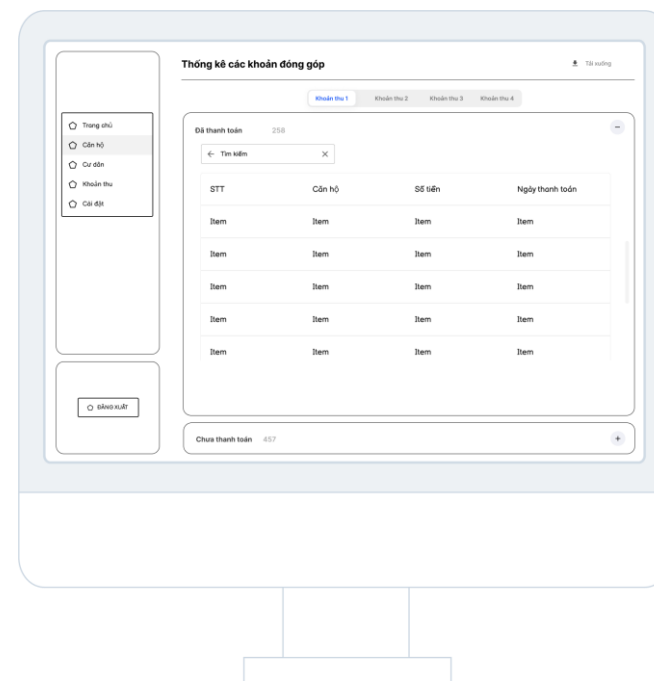 Thống kê các khoản đóng góp
Tải xuống
Khoản thu 1 Khoản thu 2 Khoản thu 3 Khoản thu 4
Trang chủ
Căn hộ
Cư dân
Khoản thu
Cài đặt
ĐĂNG XUẤT
Đã thanh toán 258
Tìm kiếm
STT Căn hộ Số tiền Ngày thanh toán
Item Item Item Item
Item Item Item Item
Item Item Item Item
Item Item Item Item
Item Item Item Item
Chưa thanh toán 457